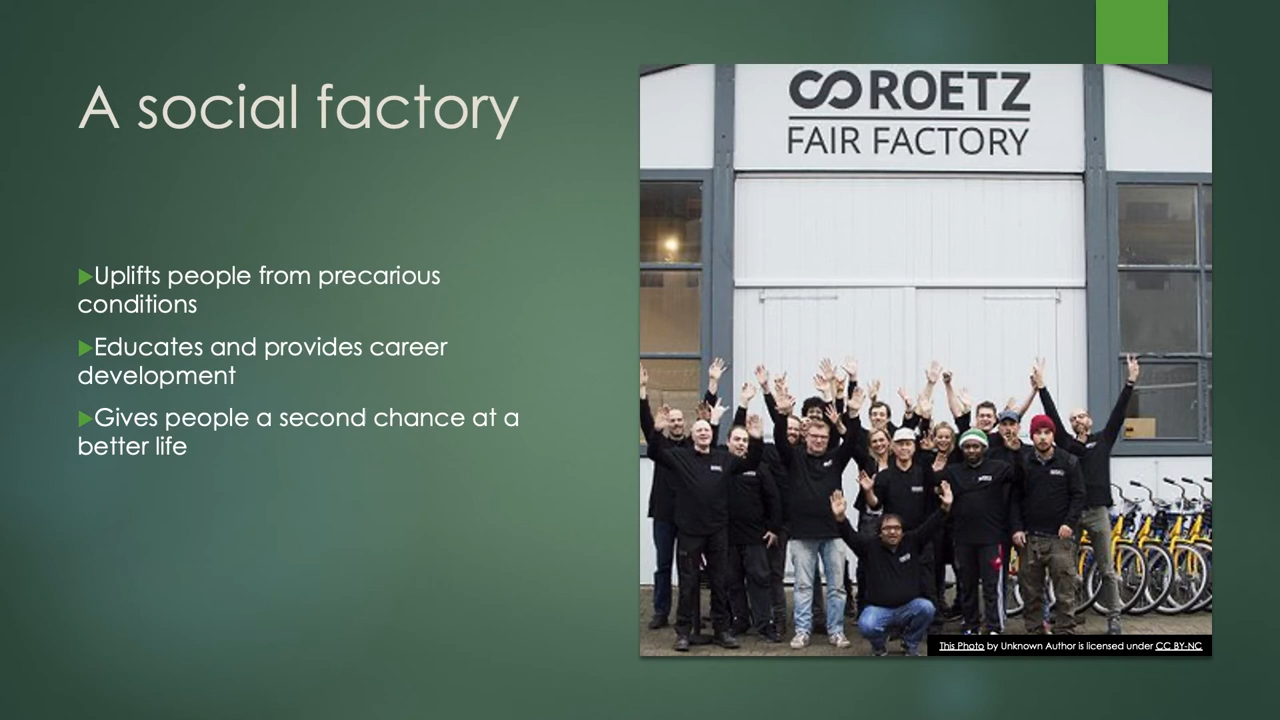 A social factory
Uplifts people from precarious
conditions
Educates and provides career
development
Gives people a second chance at a
better life
ROETZ
FAIR FACTORY
This Photo by Unknown Author is licensed under CC BY-NC